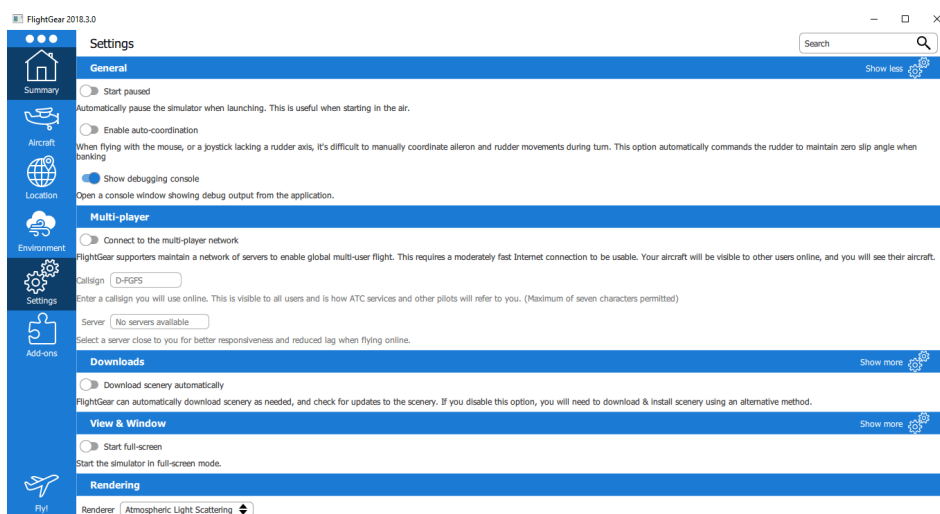 FlightGear 2018.3.0
Settings
Search
Summary
Aircraft
Location
Environment
Settings
Add-ons
Fly!
General
Show less
Start paused
Automatically pause the simulator when launching. This is useful when starting in the air.
Enable auto-coordination
When flying with the mouse, or a joystick lacking a rudder axis, it's difficult to manually coordinate aileron and rudder movements during turn. This option automatically commands the rudder to maintain zero slip angle when
banking
Show debugging console
Open a console window showing debug output from the application.
Multi-player
Connect to the multi-player network
FlightGear supporters maintain a network of servers to enable global multi-user flight. This requires a moderately fast Internet connection to be usable. Your aircraft will be visible to other users online, and you will see their aircraft.
Callsign D-FGFS
Enter a callsign you will use online. This is visible to all users and is how ATC services and other pilots will refer to you. (Maximum of seven characters permitted)
Server No servers available
Select a server close to you for better responsiveness and reduced lag when flying online.
Downloads
Show more
Download scenery automatically
FlightGear can automatically download scenery as needed, and check for updates to the scenery. If you disable this option, you will need to download & install scenery using an alternative method.
View & Window
Show more
Start full-screen
Start the simulator in full-screen mode.
Rendering
Renderer Atmospheric Light Scattering